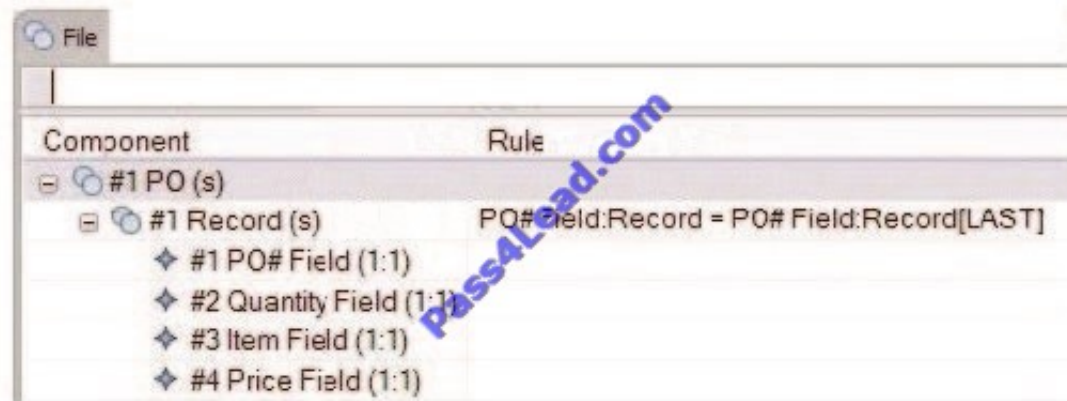 File
Component Rule
#1 PO (s)
#1 Record (s) PO# Field:Record = PO# Field:Record[LAST]
#1 PO# Field (1:1)
#2 Quantity Field (1:1)
#3 Item Field (1:1)
#4 Price Field (1:1)
Pass4Lead.com